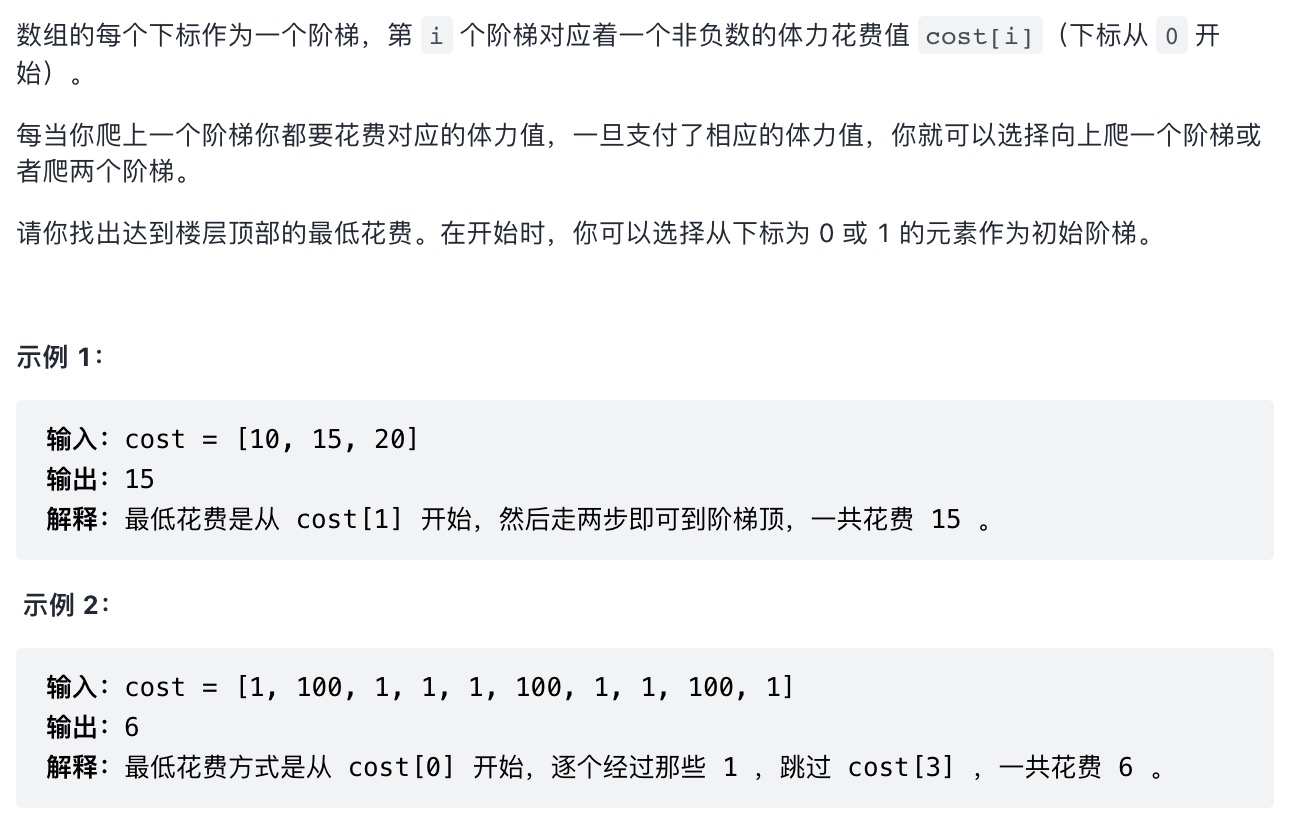 数组的每个下标作为一个阶梯，第 i 个阶梯对应着一个非负数的体力花费值 cost[i]（下标从 0 开
始）。
每当你爬上一个阶梯你都要花费对应的体力值，一旦支付了相应的体力值，你就可以选择向上爬一个阶梯或
者爬两个阶梯。
请你找出达到楼层顶部的最低花费。在开始时，你可以选择从下标为 0 或 1 的元素作为初始阶梯。
示例 1：
输入：cost = [10, 15, 20]
输出：15
解释：最低花费是从 cost[1] 开始，然后走两步即可到阶梯顶，一共花费 15 。
示例 2：
输入：cost = [1, 100, 1, 1, 1, 100, 1, 1, 100, 1]
输出：6
解释：最低花费方式是从 cost[0] 开始，逐个经过那些 1 ，跳过 cost[3] ，一共花费 6 。